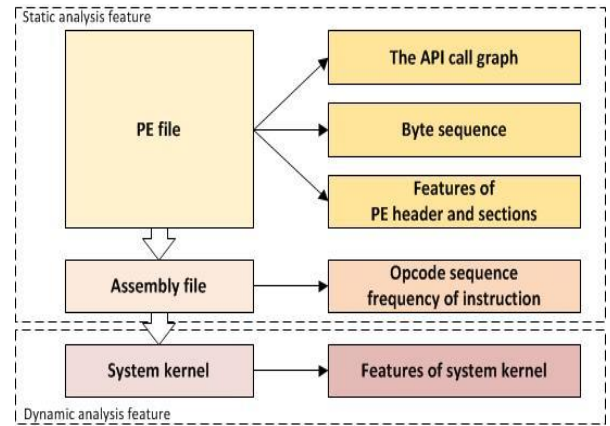 Static analysis feature
The API call graph
PE file
Byte sequence
Features of
PE header and sections
Assembly file
Opcode sequence
frequency of instruction
System kernel
Features of system kernel
Dynamic analysis feature